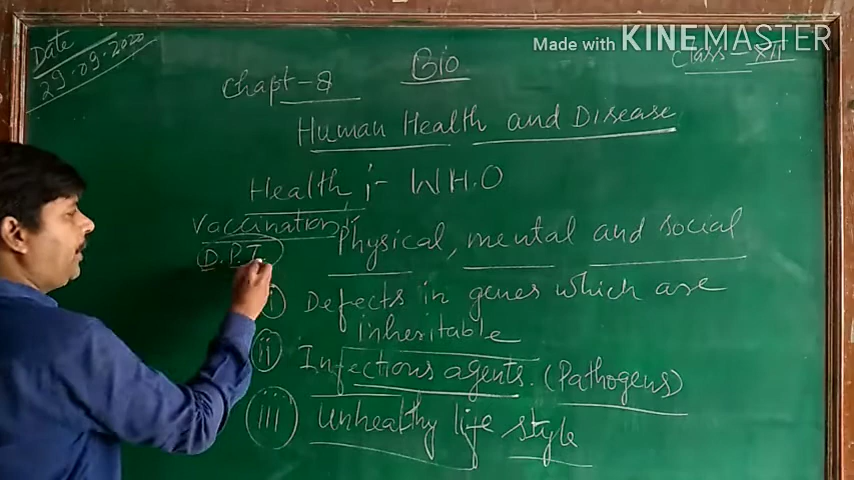 Made with KINEMASTER
Date
29.09.2020
Bio
Class - XII
Chapt-8
Human Health and Disease
Health :- W.H.O
Vaccination:-
D.P.T
Physical, mental and social
i) Defects in genes which are
inheritable
ii) Infectious agents. (Pathogens)
iii) Unhealthy life style